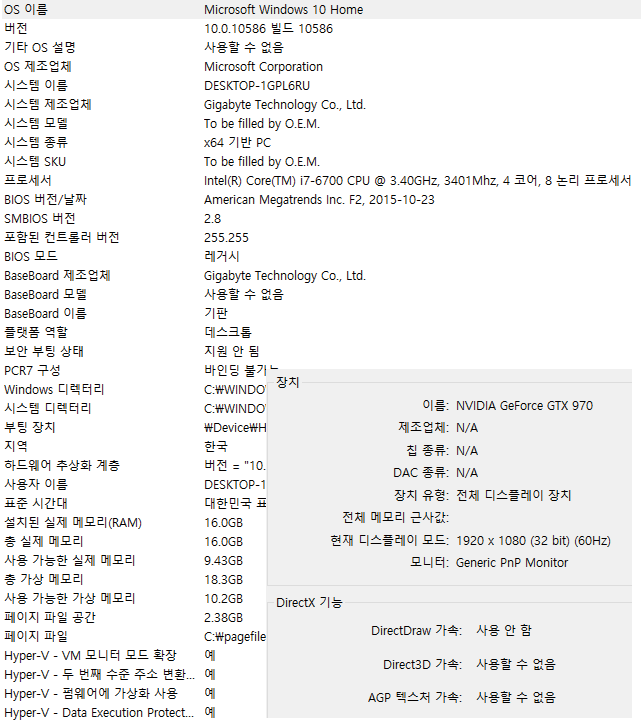 OS 이름 Microsoft Windows 10 Home
버전 10.0.10586 빌드 10586
기타 OS 설명 사용할 수 없음
OS 제조업체 Microsoft Corporation
시스템 이름 DESKTOP-1GPL6RU
시스템 제조업체 Gigabyte Technology Co., Ltd.
시스템 모델 To be filled by O.E.M.
시스템 종류 x64 기반 PC
시스템 SKU To be filled by O.E.M.
프로세서 Intel(R) Core(TM) i7-6700 CPU @ 3.40GHz, 3401Mhz, 4 코어, 8 논리 프로세서
BIOS 버전/날짜 American Megatrends Inc. F2, 2015-10-23
SMBIOS 버전 2.8
포함된 컨트롤러 버전 255.255
BIOS 모드 레거시
BaseBoard 제조업체 Gigabyte Technology Co., Ltd.
BaseBoard 모델 사용할 수 없음
BaseBoard 이름 기판
플랫폼 역할 데스크톱
보안 부팅 상태 지원 안 됨
PCR7 구성 바인딩 불가능
Windows 디렉터리 C:₩WINDO
시스템 디렉터리 C:₩WINDO
부팅 장치 ₩Device₩H
지역 한국
하드웨어 추상화 계층 버전 = "10.
사용자 이름 DESKTOP-
표준 시간대 대한민국 표
설치된 실제 메모리(RAM) 16.0GB
총 실제 메모리 16.0GB
사용 가능한 실제 메모리 9.43GB
총 가상 메모리 18.3GB
사용 가능한 가상 메모리 10.2GB
페이지 파일 공간 2.38GB
페이지 파일 C:₩pagefile
Hyper-V - VM 모니터 모드 확장 예
Hyper-V - 두 번째 수준 주소 변환... 예
Hyper-V - 펌웨어에 가상화 사용 예
Hyper-V - Data Execution Protect... 예
장치
이름: NVIDIA GeForce GTX 970
제조업체: N/A
칩 종류: N/A
DAC 종류: N/A
장치 유형: 전체 디스플레이 장치
전체 메모리 근사값:
현재 디스플레이 모드: 1920 x 1080 (32 bit) (60Hz)
모니터: Generic PnP Monitor
DirectX 기능
DirectDraw 가속: 사용 안 함
Direct3D 가속: 사용할 수 없음
AGP 텍스처 가속: 사용할 수 없음